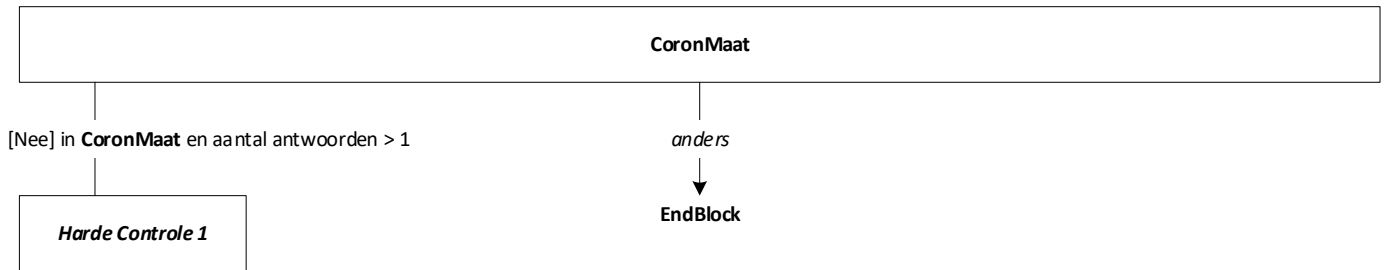 CoronMaat
[Nee] in CoronMaat en aantal antwoorden > 1
anders
EndBlock
Harde Controle 1